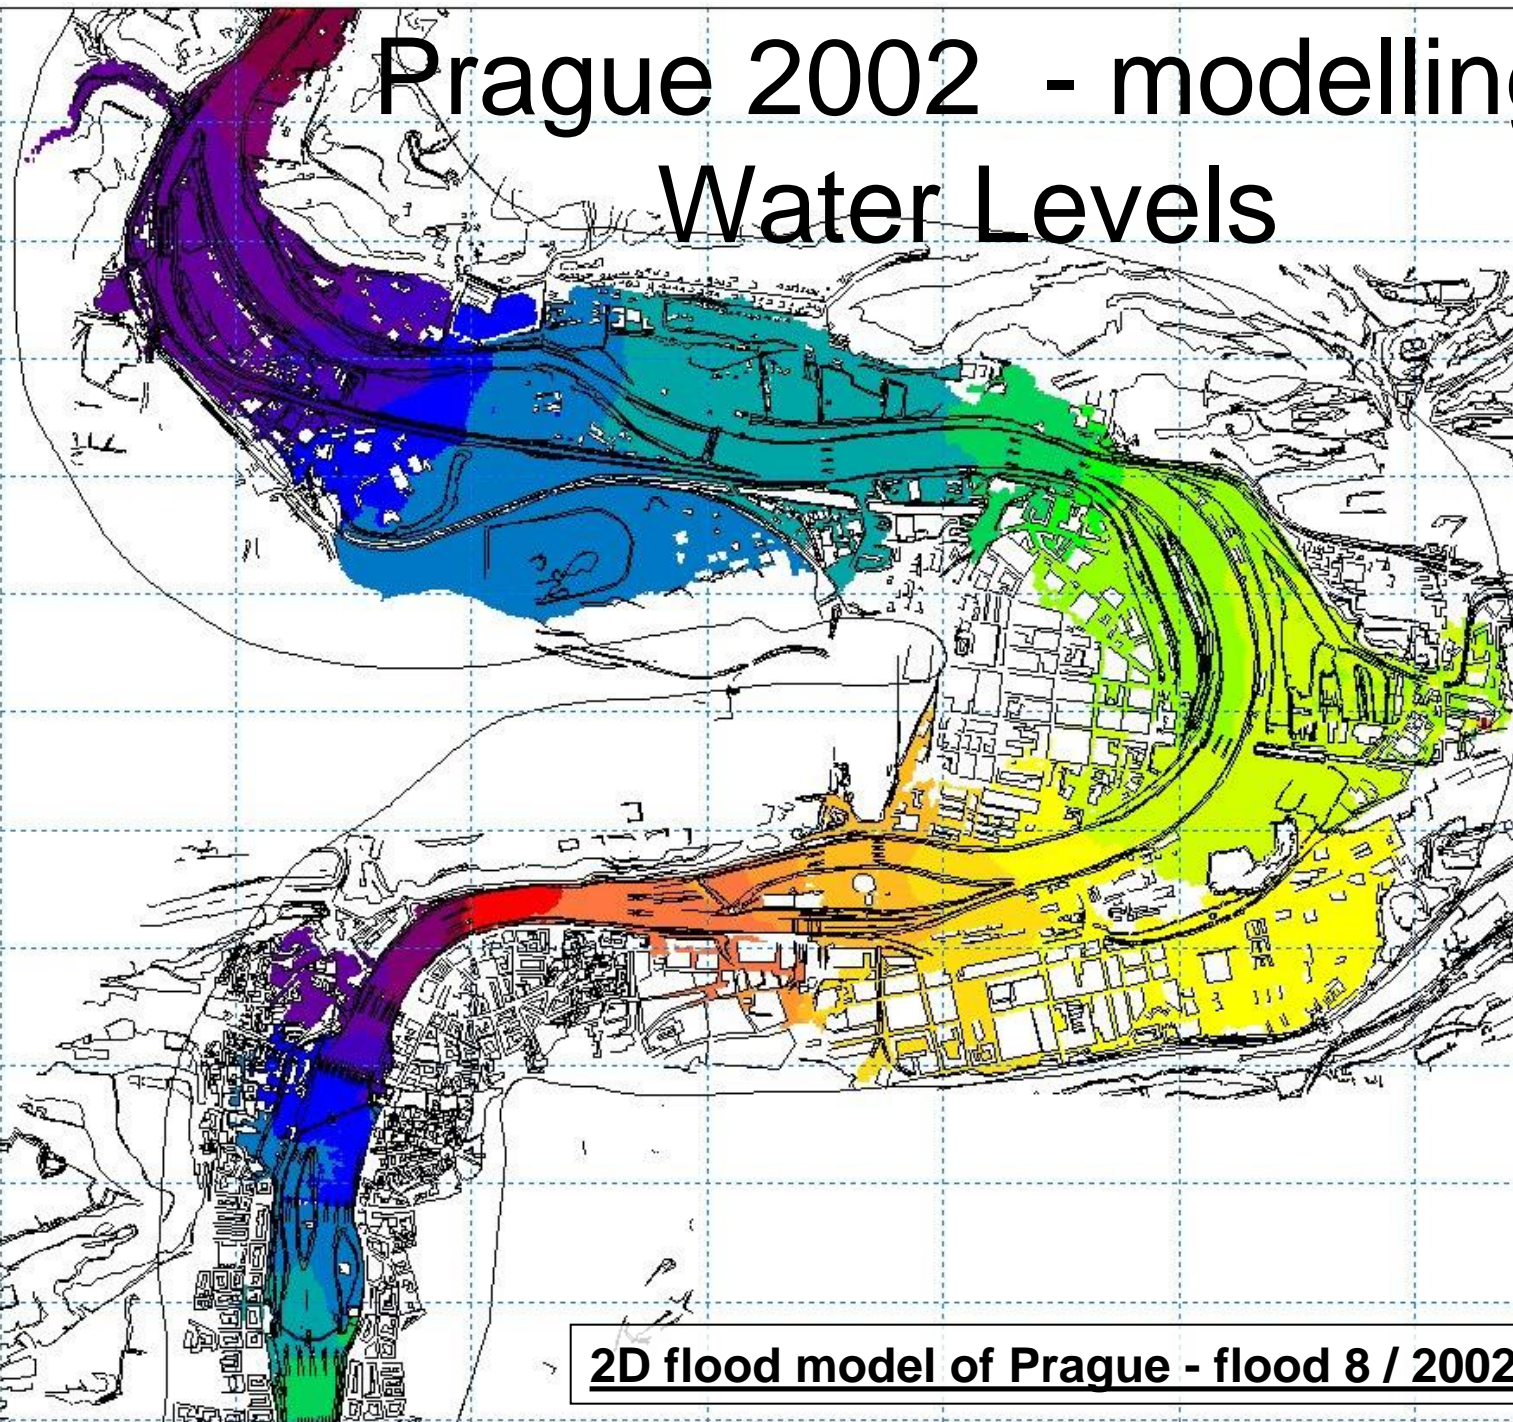 Prague 2002 - modelling
Water Levels
2D flood model of Prague - flood 8 / 2002